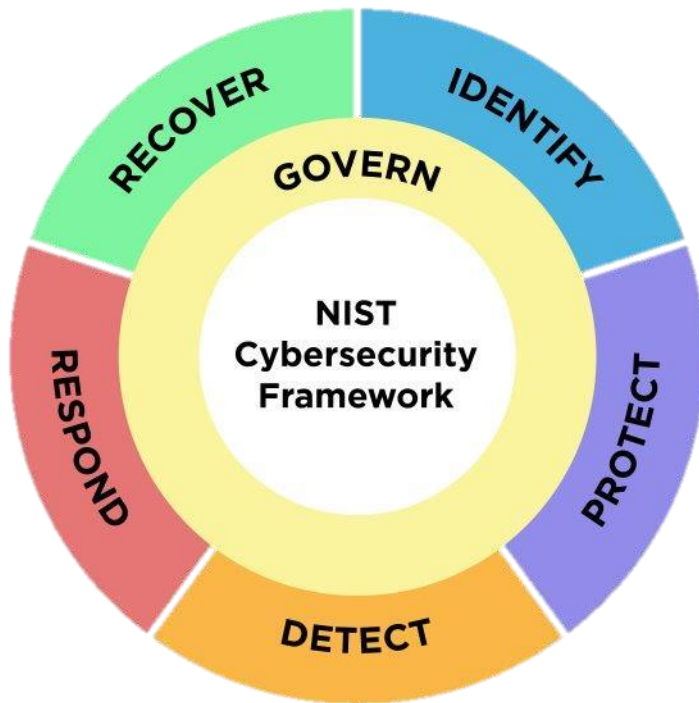 RECOVER
IDENTIFY
GOVERN
NIST
Cybersecurity
Framework
RESPOND
PROTECT
DETECT